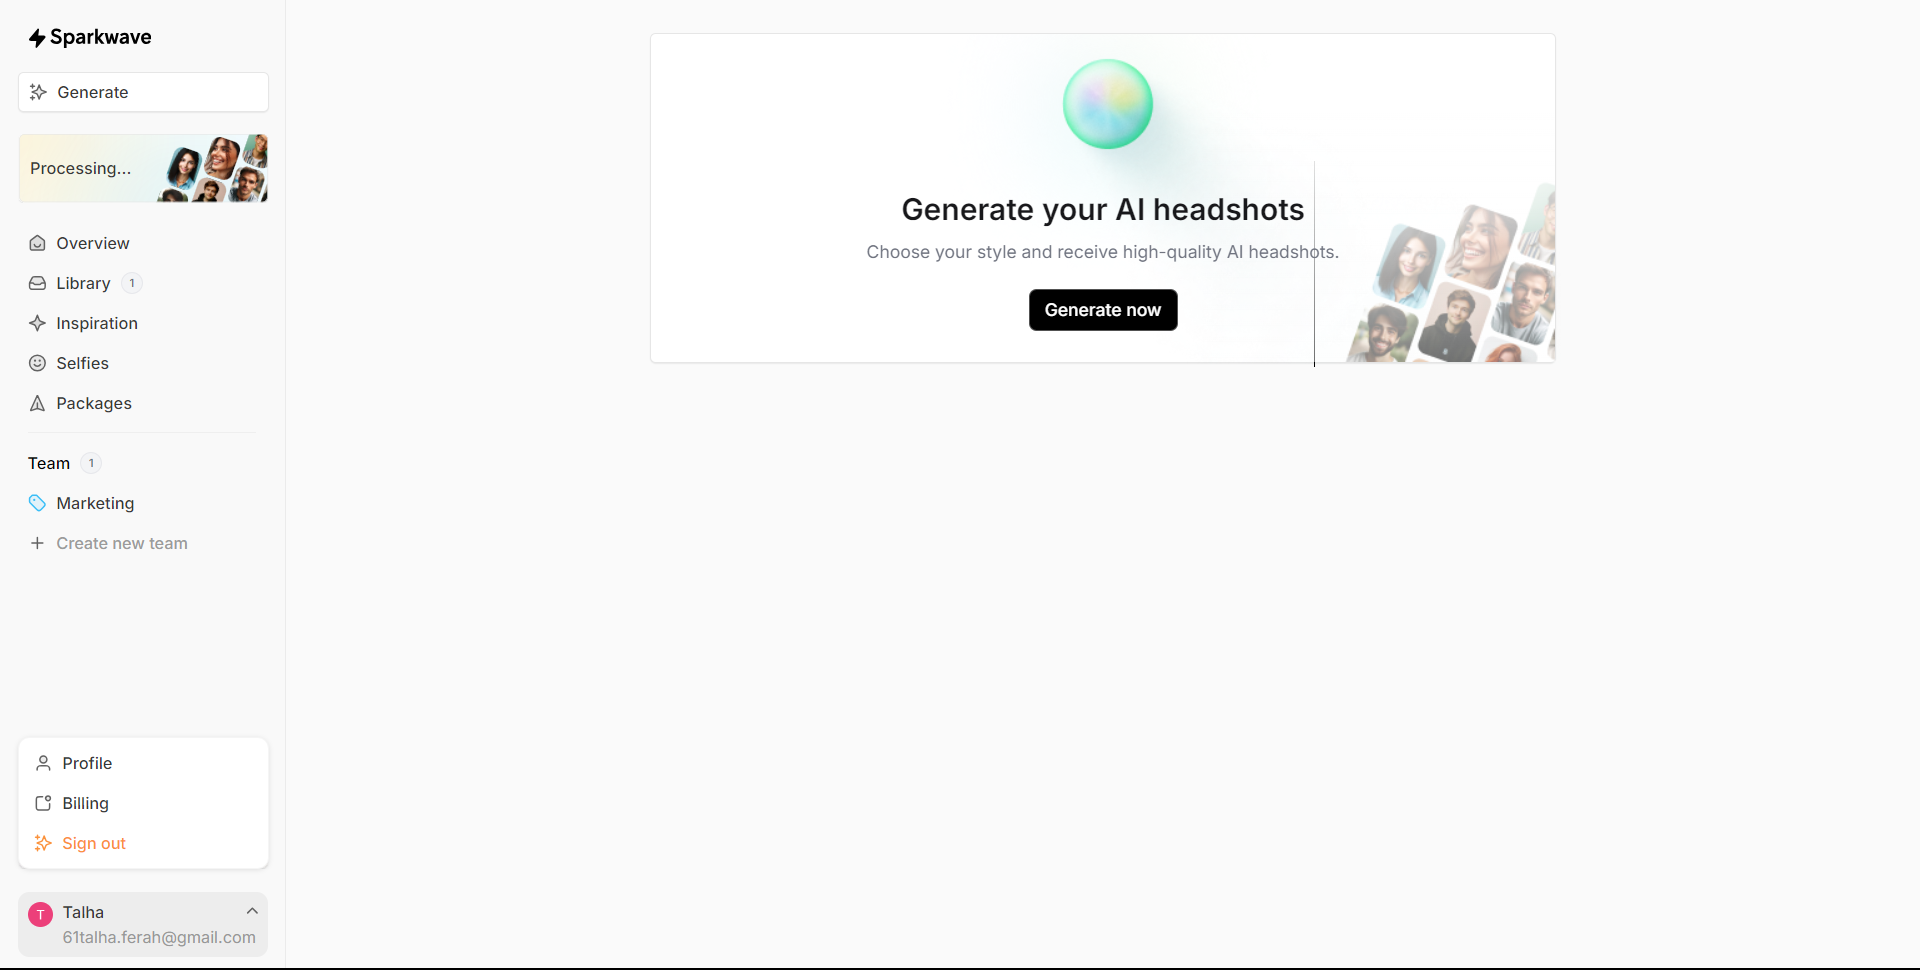 Sparkwave
Generate
Processing...
Overview
Library 1
Inspiration
Selfies
Packages
Team 1
Marketing
Create new team
Profile
Billing
Sign out
T Talha
61talha.ferah@gmail.com
Generate your AI headshots
Choose your style and receive high-quality AI headshots.
Generate now